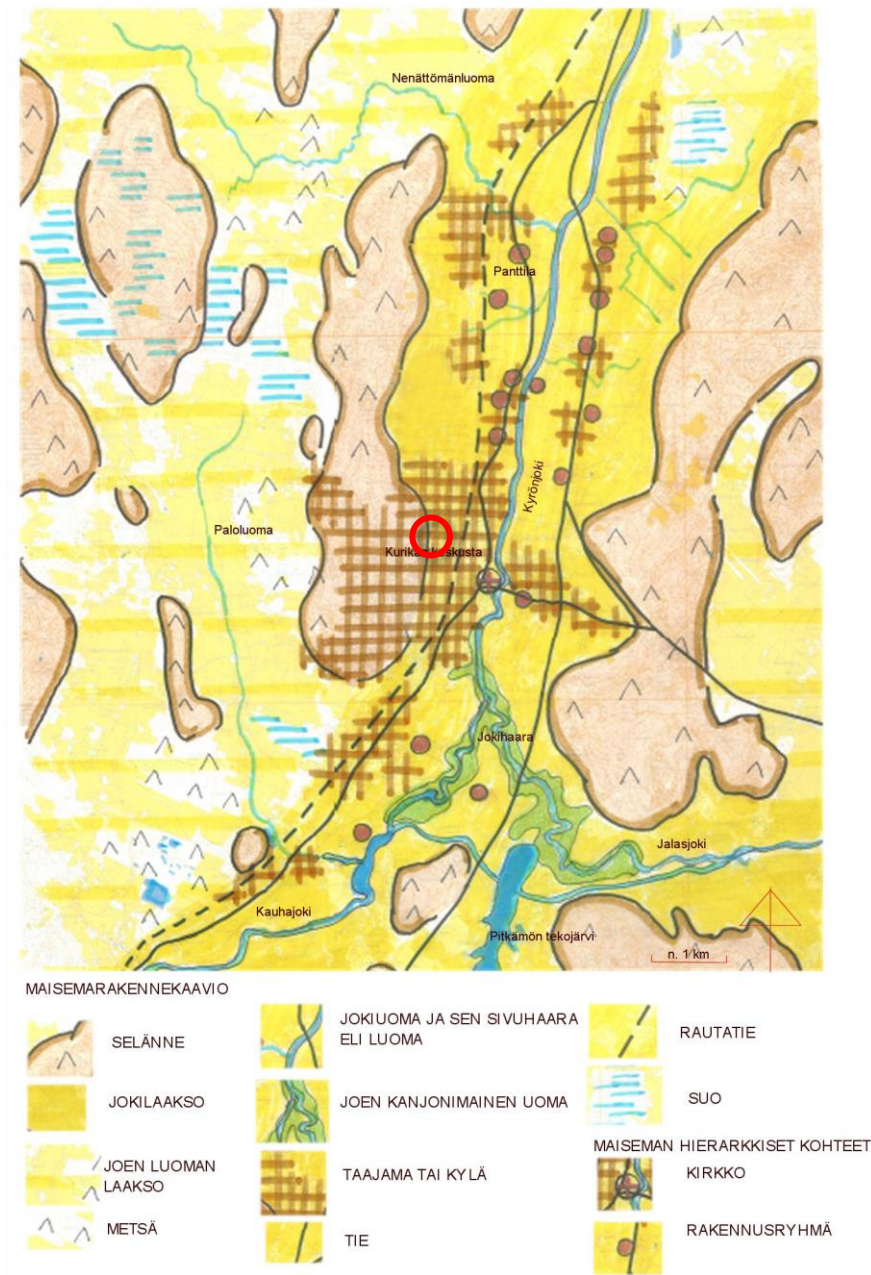 Nenättömänluoma
Panttila
Kyrönjoki
Paloluoma
Kurikan keskusta
Jokihaara
Jalasjoki
Kauhajoki
Pitkämön tekojärvi
n. 1 km
MAISEMARAKENNEKAAVIO
SELÄNNE
JOKILAAKSO
JOEN LUOMAN
LAAKSO
METSÄ
JOKIUOMA JA SEN SIVUHAARA
ELI LUOMA
JOEN KANJONIMAINEN UOMA
TAAJAMA TAI KYLÄ
TIE
RAUTATIE
SUO
MAISEMAN HIERARKKISET KOHTEET
KIRKKO
RAKENNUSRYHMÄ